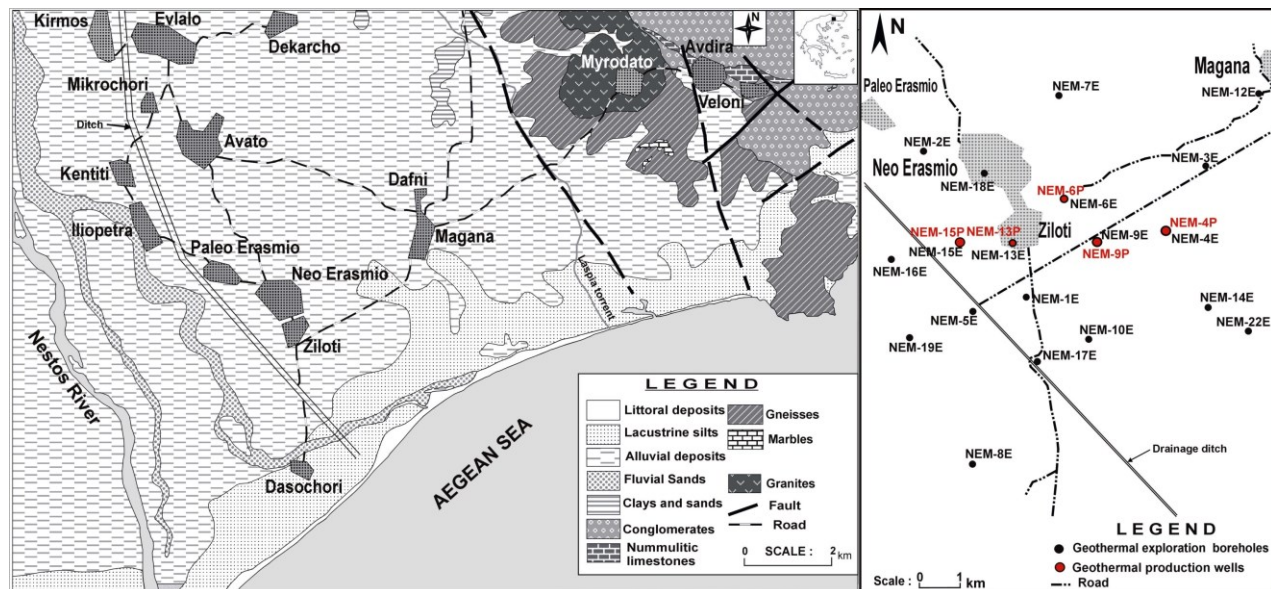 Kirmos
Evlalo
Dekarcho
Mikrochori
Ditch
Avato
Kentiti
Iliopetra
Paleo Erasmio
Neo Erasmio
Ziloti
Dasochori
Dafni
Magana
Myrodato
Avdira
Veloni
N
Nestos River
Laspia torrent
AEGEAN SEA
LEGEND
Littoral deposits
Lacustrine silts
Alluvial deposits
Fluvial Sands
Clays and sands
Conglomerates
Nummulitic
limestones
Gneisses
Marbles
Granites
Fault
Road
0 SCALE : 2 km
N
Magana
Paleo Erasmio
NEM-7E
NEM-12E
NEM-2E
Neo Erasmio
NEM-3E
NEM-18E
NEM-6P
NEM-6E
Ziloti
NEM-15P
NEM-13P
NEM-9E
NEM-4P
NEM-15E
NEM-13E
NEM-9P
NEM-4E
NEM-16E
NEM-1E
NEM-14E
NEM-5E
NEM-22E
NEM-19E
NEM-10E
NEM-17E
Drainage ditch
NEM-8E
LEGEND
Geothermal exploration boreholes
Geothermal production wells
Road
Scale : 0 1 km